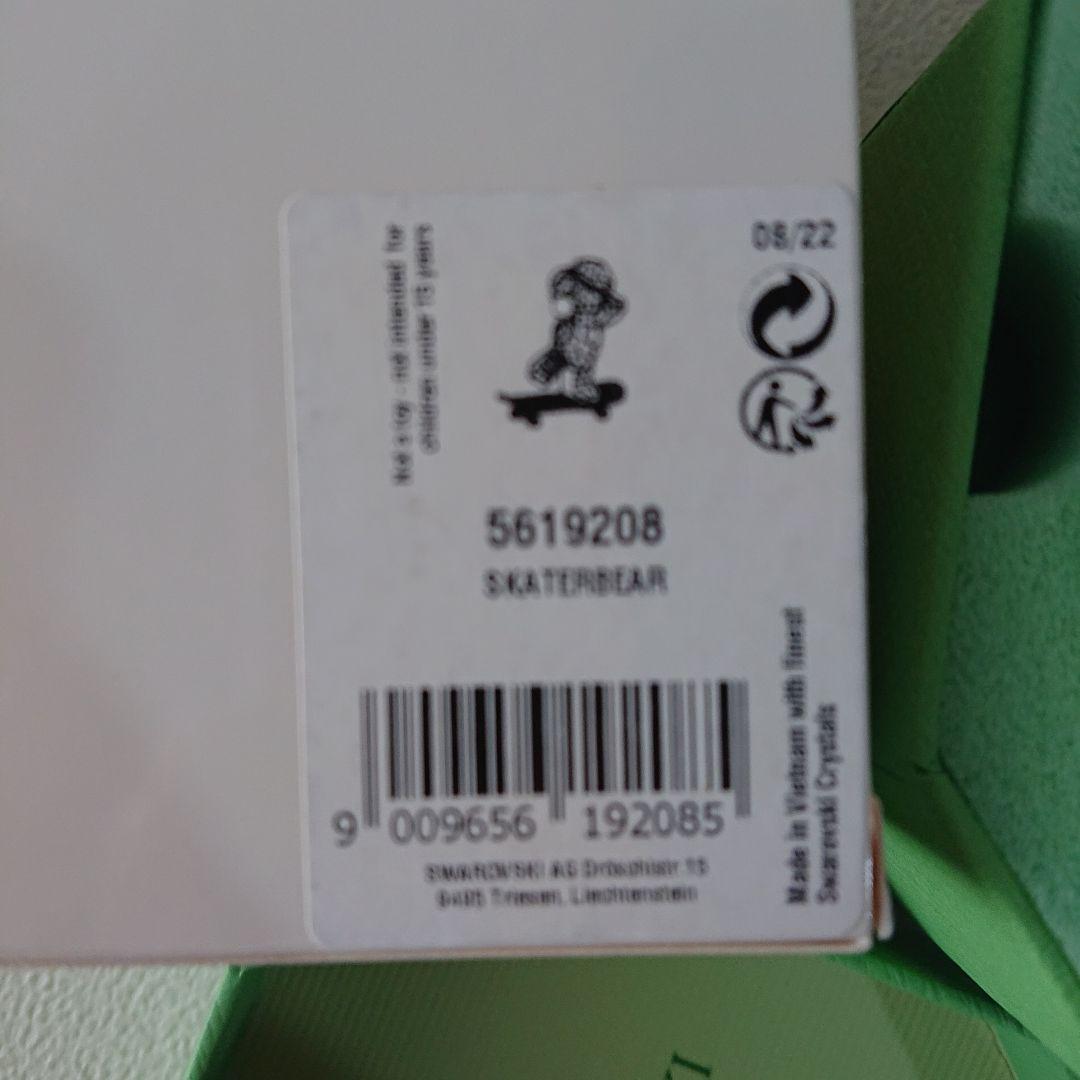 08/22
Not a toy - not intended for
children under 15 years
5619208
SKATERBEAR
Made in Vietnam with finest
Swarovski Crystals
9 009656 192085
SWAROVSKI AG Dröschistr. 15
9495 Triesen, Liechtenstein